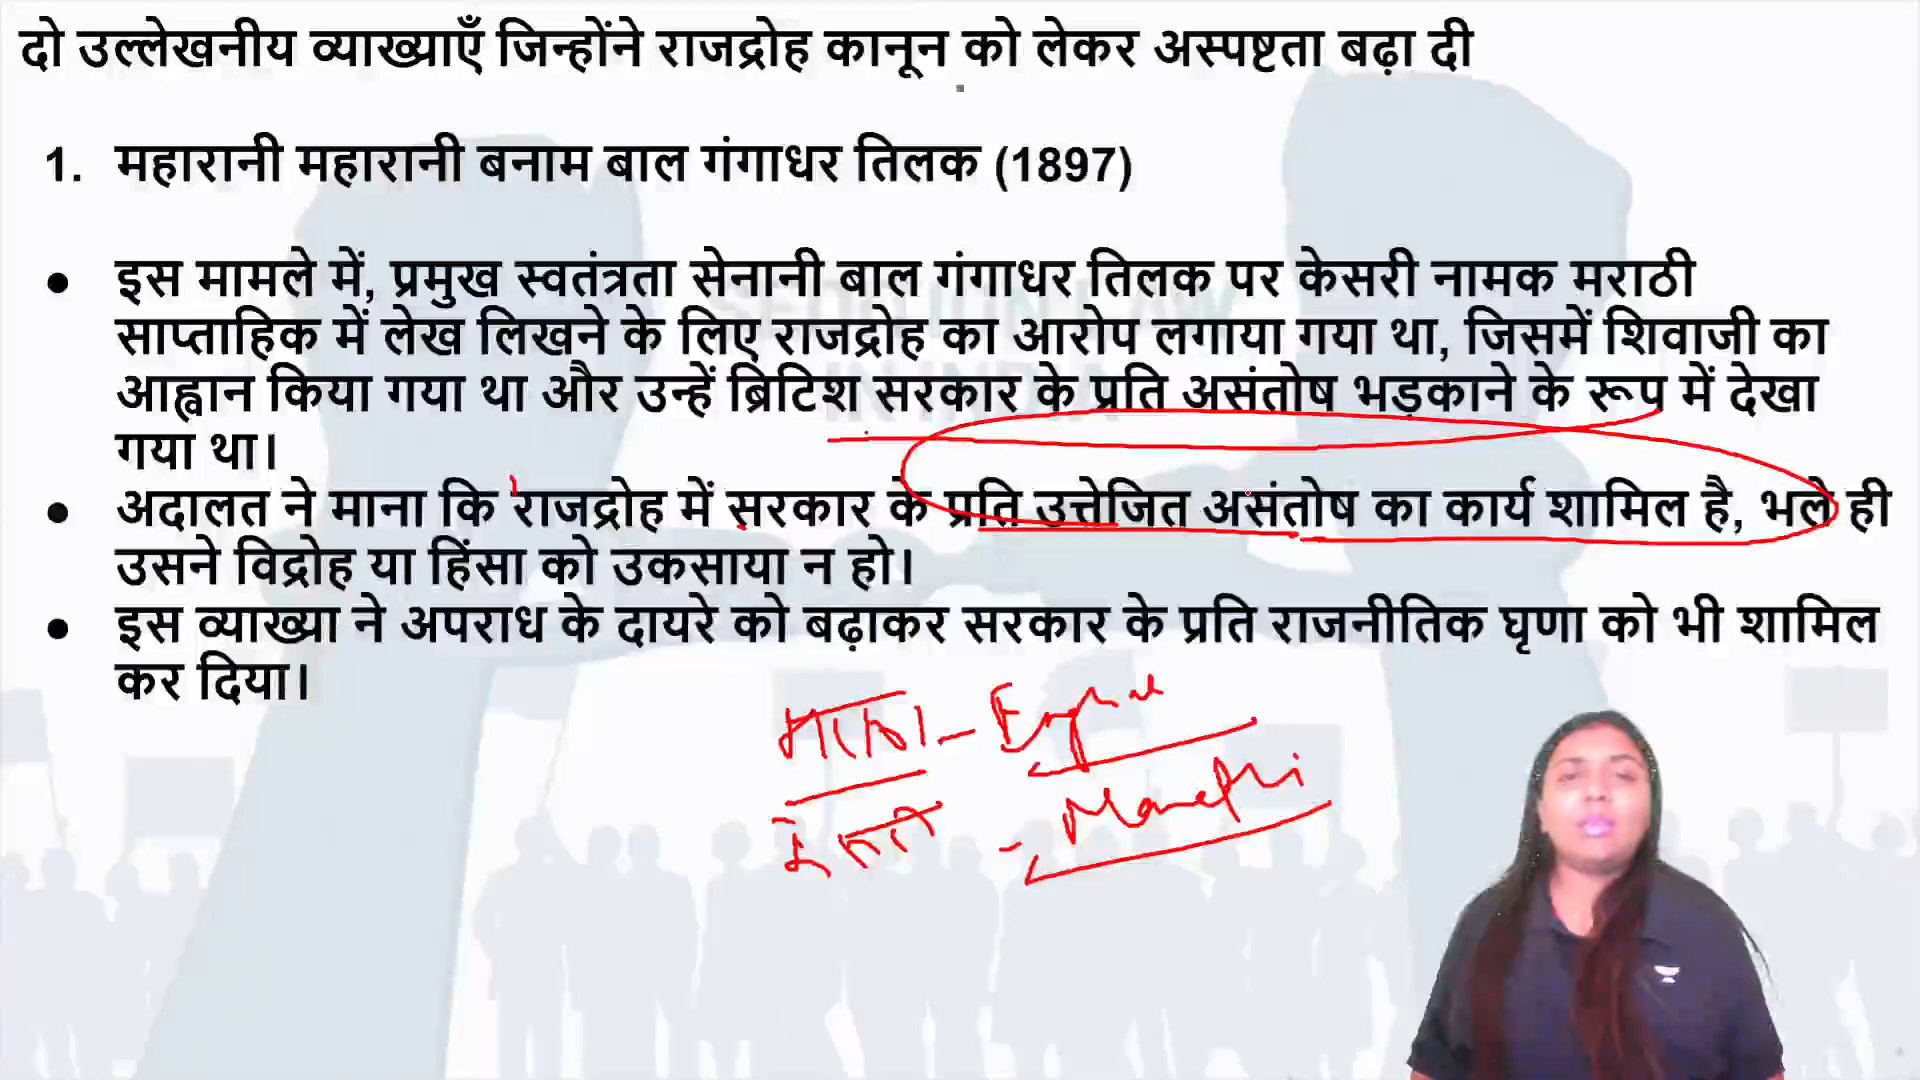 दो उल्लेखनीय व्याख्याएँ जिन्होंने राजद्रोह कानून को लेकर अस्पष्टता बढ़ा दी
1. महारानी महारानी बनाम बाल गंगाधर तिलक (1897)
● इस मामले में, प्रमुख स्वतंत्रता सेनानी बाल गंगाधर तिलक पर केसरी नामक मराठी
साप्ताहिक में लेख लिखने के लिए राजद्रोह का आरोप लगाया गया था, जिसमें शिवाजी का
आह्वान किया गया था और उन्हें ब्रिटिश सरकार के प्रति असंतोष भड़काने के रूप में देखा
गया था।
● अदालत ने माना कि राजद्रोह में सरकार के प्रति उत्तेजित असंतोष का कार्य शामिल है, भले ही
उसने विद्रोह या हिंसा को उकसाया न हो।
● इस व्याख्या ने अपराध के दायरे को बढ़ाकर सरकार के प्रति राजनीतिक घृणा को भी शामिल
कर दिया।